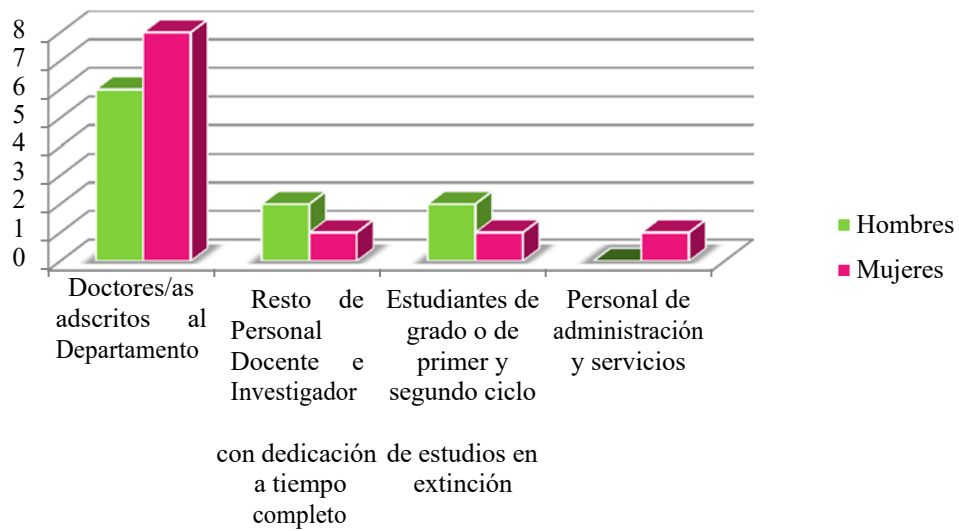 8
7
6
5
4
3
2
1
0
Doctores/as
adscritos al
Departamento
Resto de
Personal
Docente e
Investigador
con dedicación
a tiempo
completo
Estudiantes de
grado o de
primer y
segundo ciclo
de estudios en
extinción
Personal de
administración
y servicios
Hombres
Mujeres